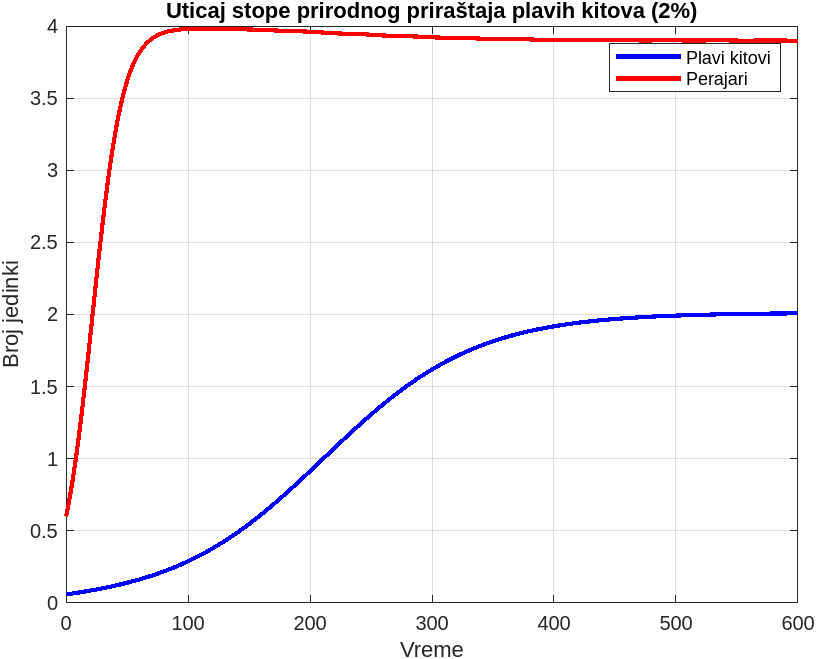 Uticaj stope prirodnog priraštaja plavih kitova (2%)
4
3.5
3
2.5
2
1.5
1
0.5
0
Broj jedinki
Plavi kitovi
Perajari
0 100 200 300 400 500 600
Vreme